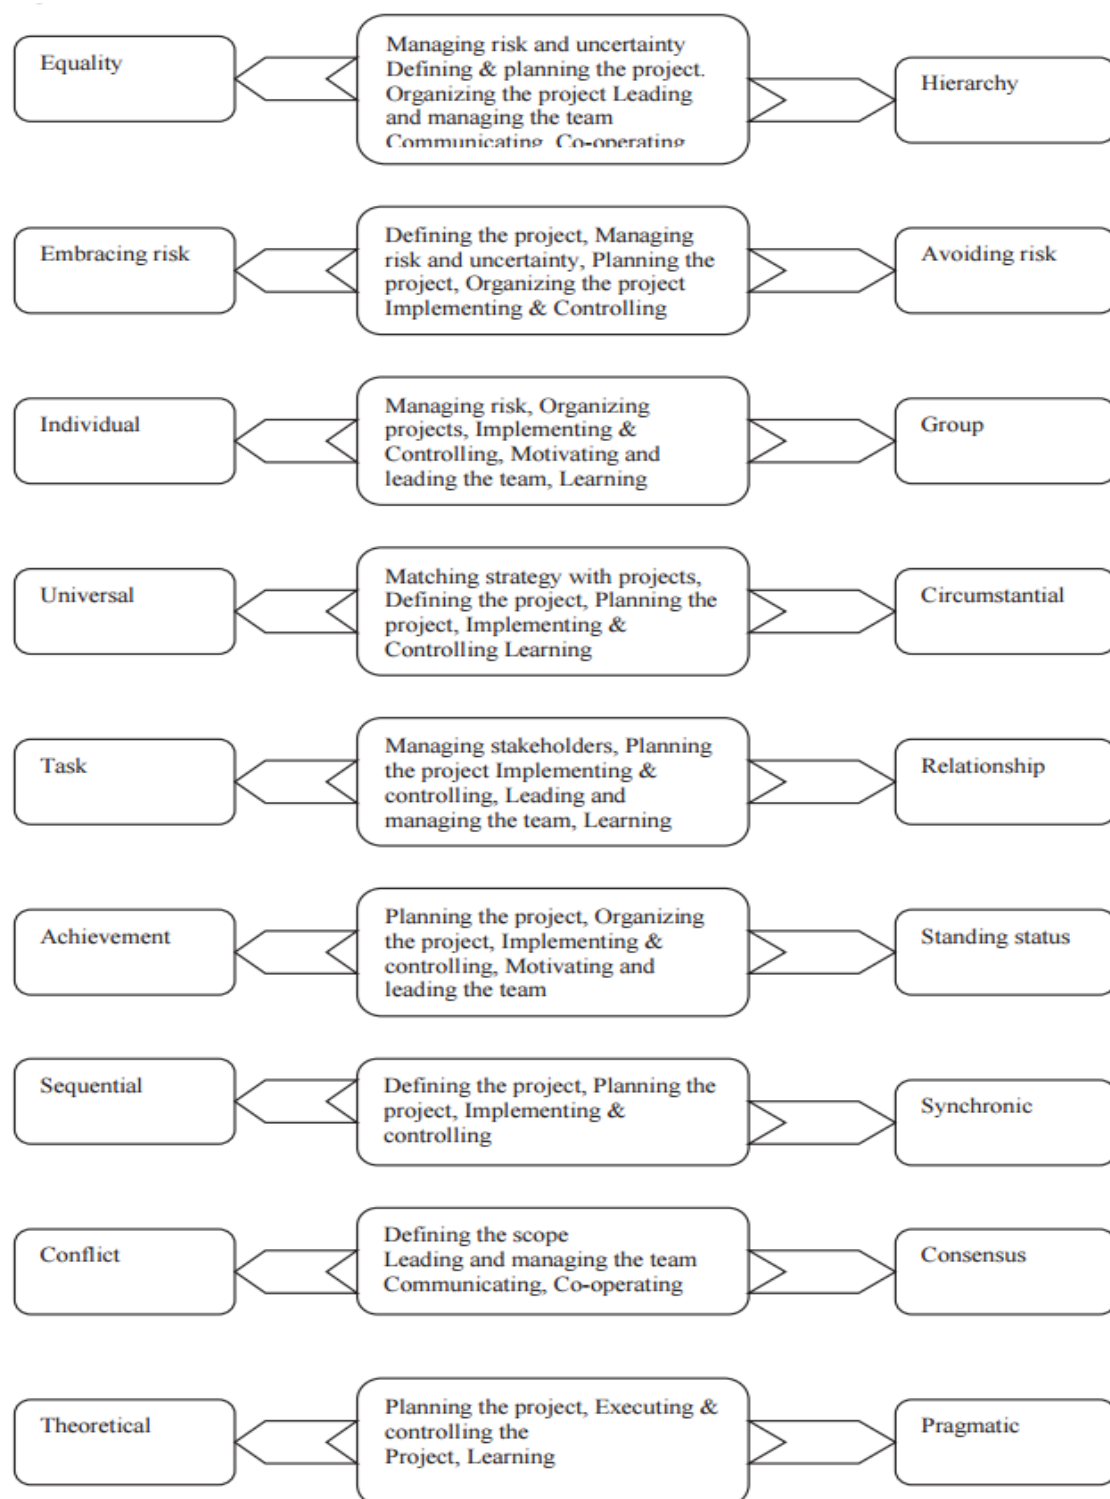 Equality
Managing risk and uncertainty
Defining & planning the project.
Organizing the project Leading
and managing the team
Communicating, Co-operating
Hierarchy
Embracing risk
Defining the project, Managing
risk and uncertainty, Planning the
project, Organizing the project
Implementing & Controlling
Avoiding risk
Individual
Managing risk, Organizing
projects, Implementing &
Controlling, Motivating and
leading the team, Learning
Group
Universal
Matching strategy with projects,
Defining the project, Planning the
project, Implementing &
Controlling Learning
Circumstantial
Task
Managing stakeholders, Planning
the project Implementing &
controlling, Leading and
managing the team, Learning
Relationship
Achievement
Planning the project, Organizing
the project, Implementing &
controlling, Motivating and
leading the team
Standing status
Sequential
Defining the project, Planning the
project, Implementing &
controlling
Synchronic
Conflict
Defining the scope
Leading and managing the team
Communicating, Co-operating
Consensus
Theoretical
Planning the project, Executing &
controlling the
Project, Learning
Pragmatic